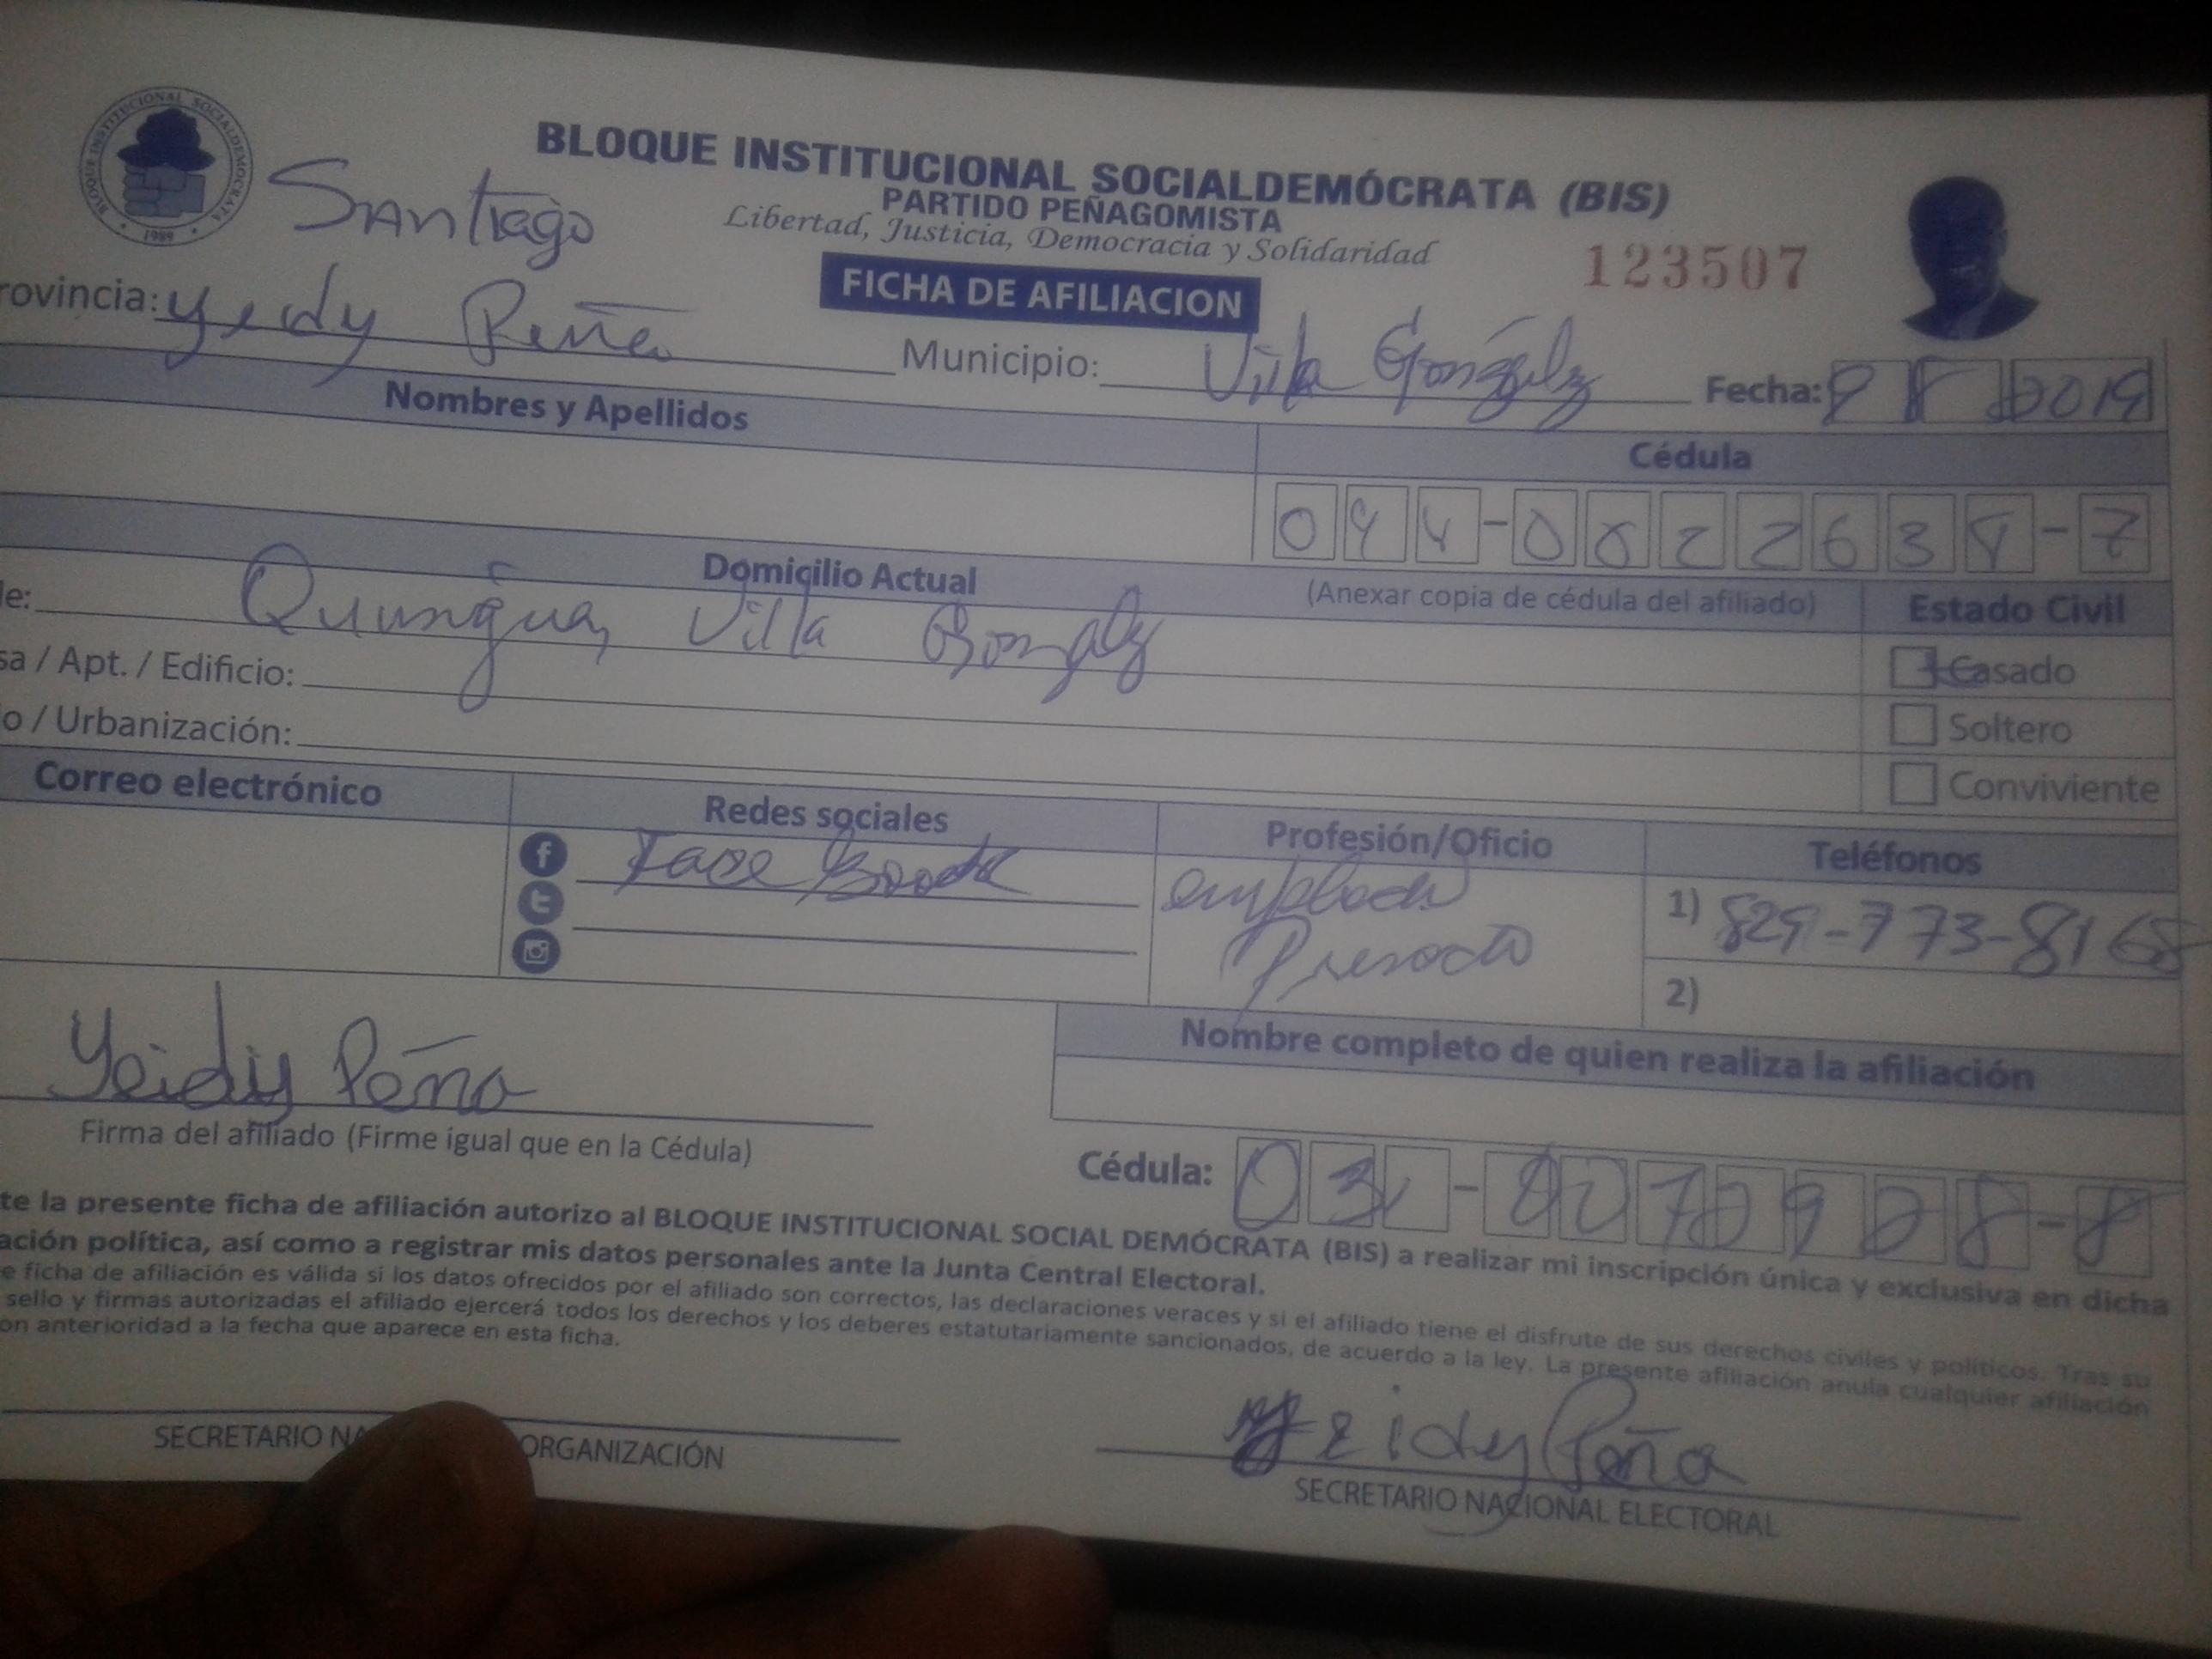 BLOQUE INSTITUCIONAL SOCIALDEMOCRATA
1989
BLOQUE INSTITUCIONAL SOCIALDEMÓCRATA (BIS)
PARTIDO PEÑAGOMISTA
Libertad, Justicia, Democracia y Solidaridad
Santiago
123507
FICHA DE AFILIACION
rovincia: Yeidy Peña Municipio: Villa González Fecha: 2019
Nombres y Apellidos Cédula
Domicilio Actual (Anexar copia de cédula del afiliado) Estado Civil
le: Quinigua, Villa Gonzalez
Casado
sa / Apt. / Edificio:
Soltero
o / Urbanización:
Conviviente
Correo electrónico Redes sociales Profesión/Oficio Teléfonos
Face Book
1) 829-773-8168
2)
Nombre completo de quien realiza la afiliación
Yeidy Peña
Firma del afiliado (Firme igual que en la Cédula)
Cédula:
te la presente ficha de afiliación autorizo al BLOQUE INSTITUCIONAL SOCIAL DEMÓCRATA (BIS) a realizar mi inscripción única y exclusiva en dicha
ación política, así como a registrar mis datos personales ante la Junta Central Electoral.
e ficha de afiliación es válida si los datos ofrecidos por el afiliado son correctos, las declaraciones veraces y si el afiliado tiene el disfrute de sus derechos civiles y políticos. Tras su
sello y firmas autorizadas el afiliado ejercerá todos los derechos y los deberes estatutariamente sancionados, de acuerdo a la ley. La presente afiliación anula cualquier afiliación
on anterioridad a la fecha que aparece en esta ficha.
Yeidy Peña
SECRETARIO NA ORGANIZACIÓN
SECRETARIO NACIONAL ELECTORAL